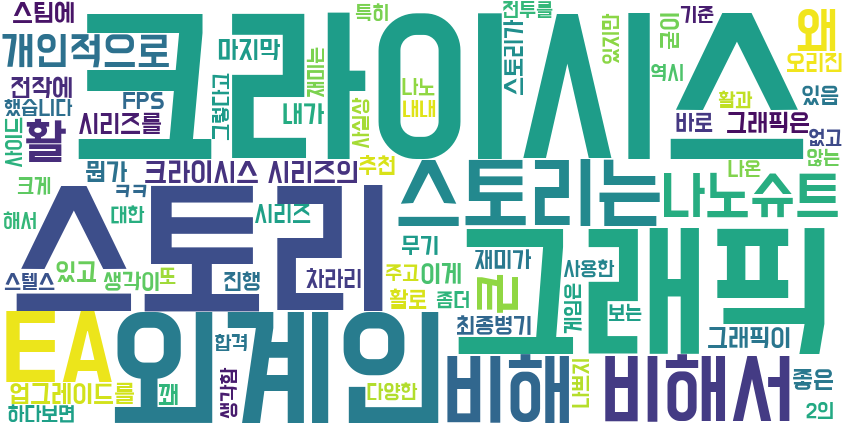 스팀에
크라이시스
특히
전투를
기준
왜
개인적으로
마지막
재미는
나노
내내
스토리가
있지만
굳이
역시
오리진
전작에
했습니다
FPS
그렇다고
내가
사실상
활과
있음
사이드
활
시리즈를
바로
그래픽은
없고
않는
뭔가
크라이시스 시리즈의
추천
스토리는
나온
나노슈트
크게
ㅋㅋ
해서
대한
시리즈
스토리
무기
그래픽
스텔스
있고
생각이
또
진행
차라리
주고
이게
활로
좀더
큰
재미가
사용한
게임은
보는
최종병기
그래픽이
EA
외계인
합격
비해
비해서
좋은
업그레이드를
깨
생각함
다양한
나쁘지
하다보면
2의